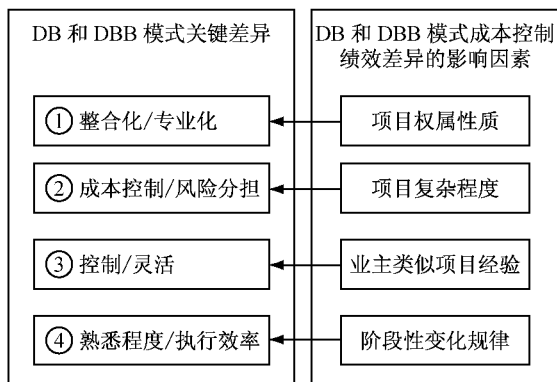 DB 和 DBB 模式关键差异
① 整合化/专业化
② 成本控制/风险分担
③ 控制/灵活
④ 熟悉程度/执行效率
DB 和 DBB 模式成本控制
绩效差异的影响因素
项目权属性质
项目复杂程度
业主类似项目经验
阶段性变化规律